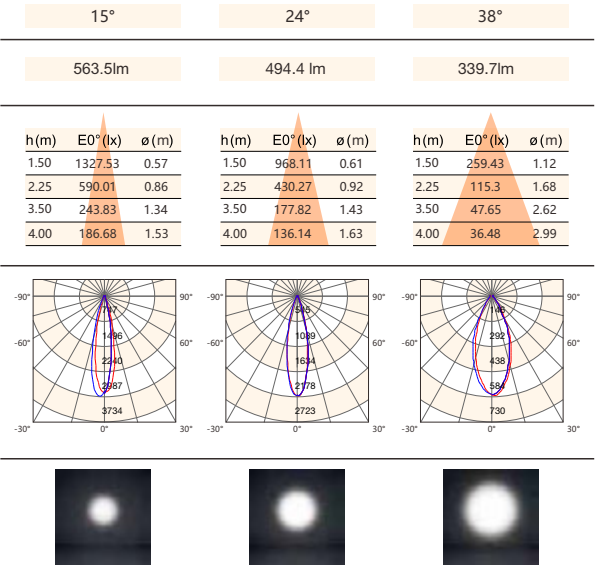 15° 24° 38°
563.5lm 494.4 lm 339.7lm
h(m) E0°(lx) ø(m) h(m) E0°(lx) ø(m) h(m) E0°(lx) ø(m)
1.50 1327.53 0.57 1.50 968.11 0.61 1.50 259.43 1.12
2.25 590.01 0.86 2.25 430.27 0.92 2.25 115.3 1.68
3.50 243.83 1.34 3.50 177.82 1.43 3.50 47.65 2.62
4.00 186.68 1.53 4.00 136.14 1.63 4.00 36.48 2.99
-90° 90° -90° 90° -90° 90°
146
1496 1089 292
-60° 60° -60° 60° -60° 60°
2240 1634 438
2987 2178 584
3734 2723 730
-30° 0° 30° -30° 0° 30° -30° 0° 30°